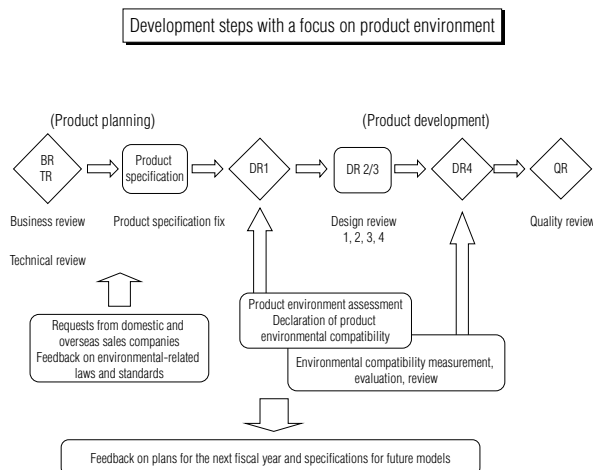 Development steps with a focus on product environment
(Product planning)
(Product development)
BR
TR
Product
specification
DR1
DR 2/3
DR4
QR
Business review
Technical review
Product specification fix
Design review
1, 2, 3, 4
Quality review
Requests from domestic and
overseas sales companies
Feedback on environmental-related
laws and standards
Product environment assessment
Declaration of product
environmental compatibility
Environmental compatibility measurement,
evaluation, review
Feedback on plans for the next fiscal year and specifications for future models